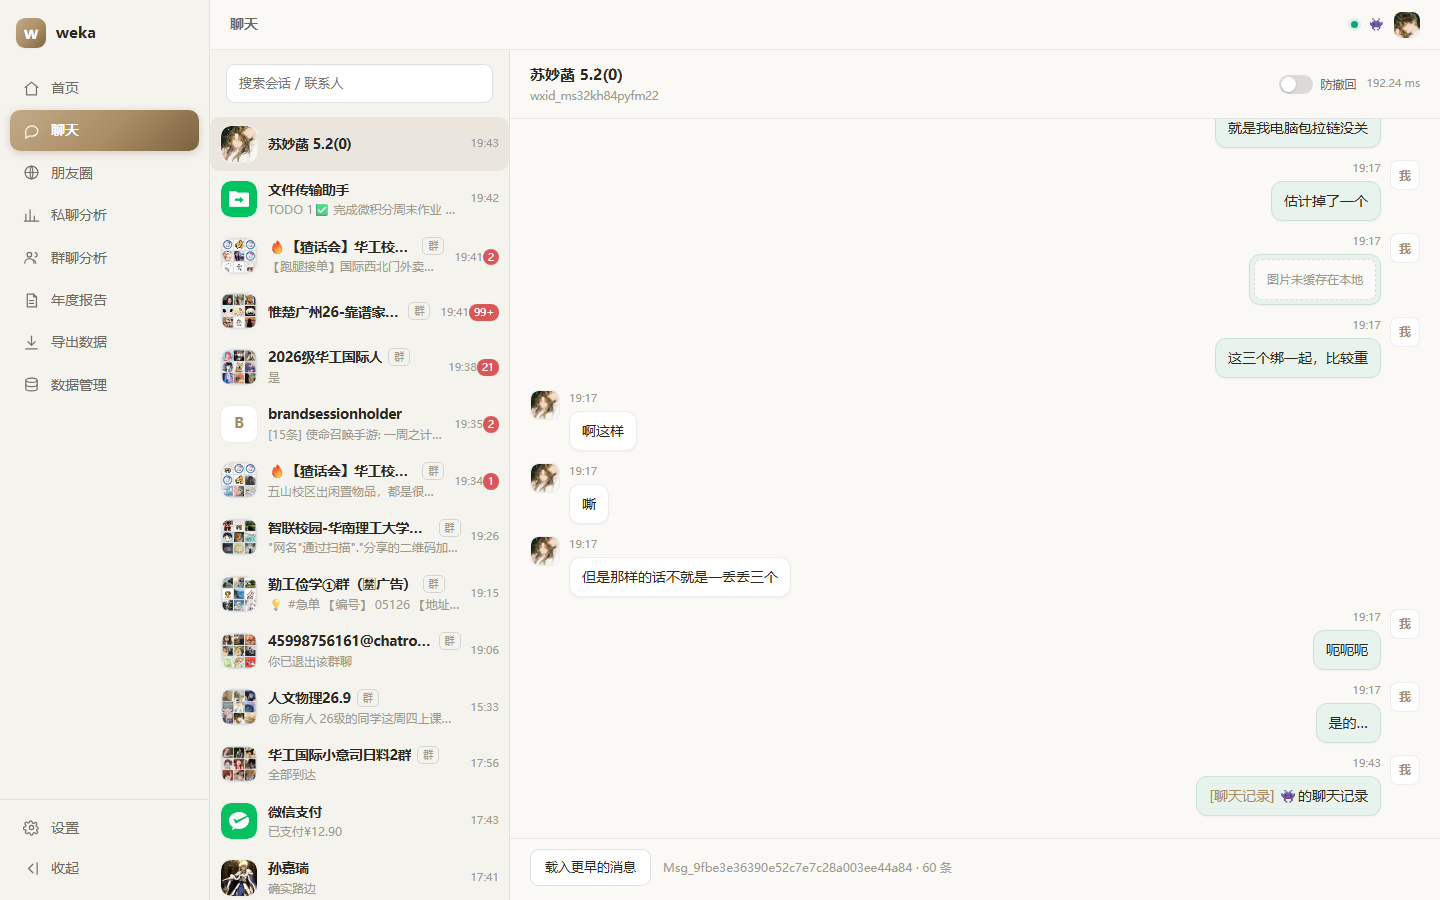 w weka
首页
聊天
朋友圈
私聊分析
群聊分析
年度报告
导出数据
数据管理
设置
收起
聊天
搜索会话 / 联系人
苏妙菡 5.2(0)
19:43
文件传输助手
19:42
TODO 1✅ 完成微积分周末作业 ...
🔥【猹话会】华工校... 群
19:41 2
【跑腿接单】国际西北门外卖...
惟楚广州26-靠谱家... 群
19:41 99+
2026级华工国际人 群
19:38 21
是
B
brandsessionholder
19:35 2
[15条] 使命召唤手游: 一周之计...
🔥【猹话会】华工校... 群
19:34 1
五山校区出闲置物品，都是很...
智联校园-华南理工大学... 群
19:26
"网名"通过扫描"."分享的二维码加...
勤工俭学①群（🈲广告） 群
19:15
💡 #急单 【编号】 05126 【地址...
45998756161@chatro... 群
19:06
你已退出该群聊
人文物理26.9 群
15:33
@所有人 26级的同学这周四上课...
华工国际小意司日料2群 群
17:56
全部到达
微信支付
17:43
已支付¥12.90
孙嘉瑞
17:41
确实路边
苏妙菡 5.2(0)
wxid_ms32kh84pyfm22
防撤回 192.24 ms
就是我电脑包拉链没关
19:17
我
估计掉了一个
19:17
我
图片未缓存在本地
19:17
我
这三个绑一起，比较重
19:17
啊这样
19:17
嘶
19:17
但是那样的话不就是一丢丢三个
19:17
我
呃呃呃
19:17
我
是的...
19:43
我
[聊天记录] 👾的聊天记录
载入更早的消息
Msg_9fbe3e36390e52c7e7c28a003ee44a84 · 60 条